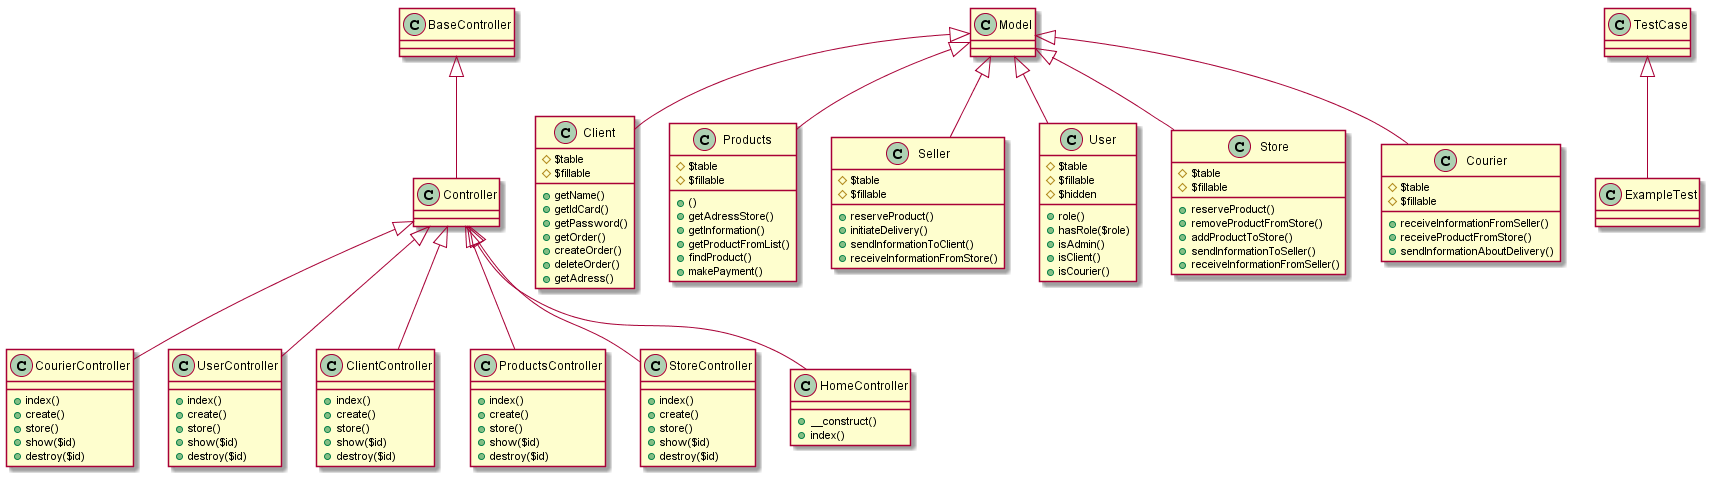 C BaseController
C Model
C TestCase
C Client
$table
$fillable
getName()
getIdCard()
getPassword()
getOrder()
createOrder()
deleteOrder()
getAdress()
C Products
$table
$fillable
()
getAdressStore()
getInformation()
getProductFromList()
findProduct()
makePayment()
C Seller
$table
$fillable
reserveProduct()
initiateDelivery()
sendInformationToClient()
receiveInformationFromStore()
C User
$table
$fillable
$hidden
role()
hasRole($role)
isAdmin()
isClient()
isCourier()
C Store
$table
$fillable
reserveProduct()
removeProductFromStore()
addProductToStore()
sendInformationToSeller()
receiveInformationFromSeller()
C Courier
$table
$fillable
receiveInformationFromSeller()
receiveProductFromStore()
sendInformationAboutDelivery()
C Controller
C ExampleTest
C CourierController
index()
create()
store()
show($id)
destroy($id)
C UserController
index()
create()
store()
show($id)
destroy($id)
C ClientController
index()
create()
store()
show($id)
destroy($id)
C ProductsController
index()
create()
store()
show($id)
destroy($id)
C StoreController
index()
create()
store()
show($id)
destroy($id)
C HomeController
__construct()
index()